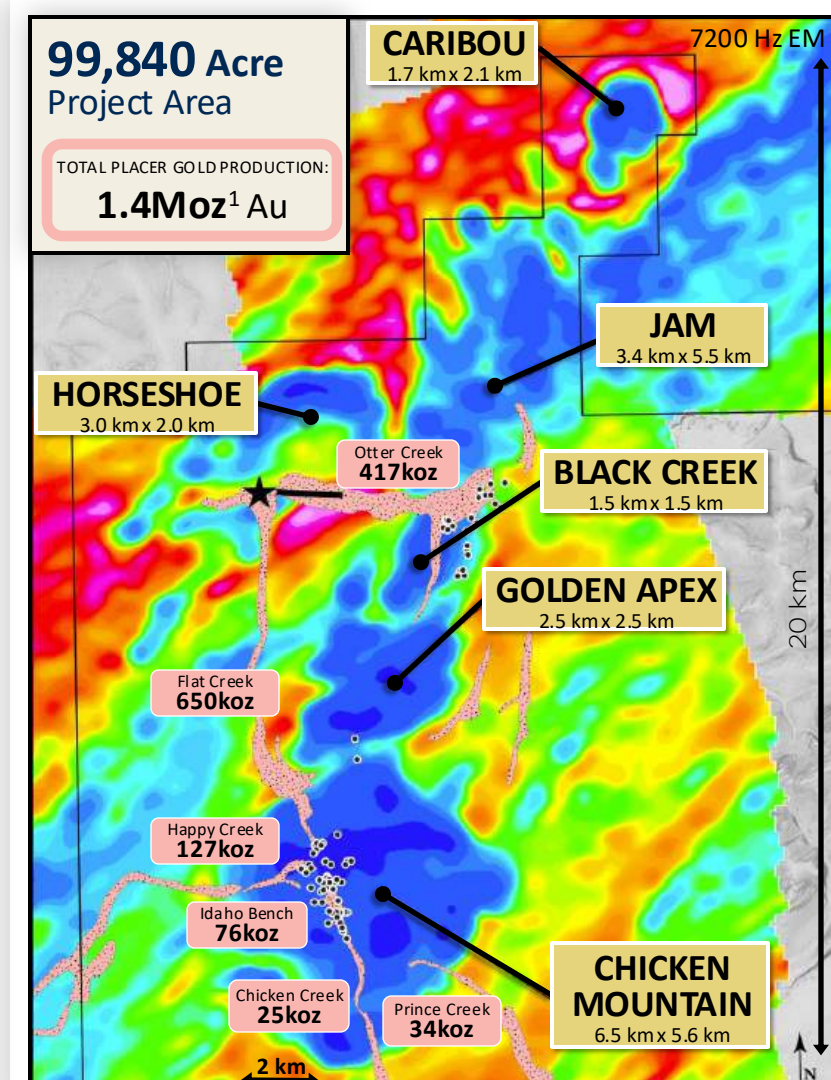 99,840 Acre
Project Area
TOTAL PLACER GOLD PRODUCTION:
1.4Moz¹ Au
CARIBOU
1.7 km x 2.1 km
7200 Hz EM
JAM
3.4 km x 5.5 km
HORSESHOE
3.0 km x 2.0 km
Otter Creek
417koz
BLACK CREEK
1.5 km x 1.5 km
GOLDEN APEX
2.5 km x 2.5 km
20 km
Flat Creek
650koz
Happy Creek
127koz
Idaho Bench
76koz
CHICKEN
MOUNTAIN
6.5 km x 5.6 km
Chicken Creek
25koz
Prince Creek
34koz
2 km
N